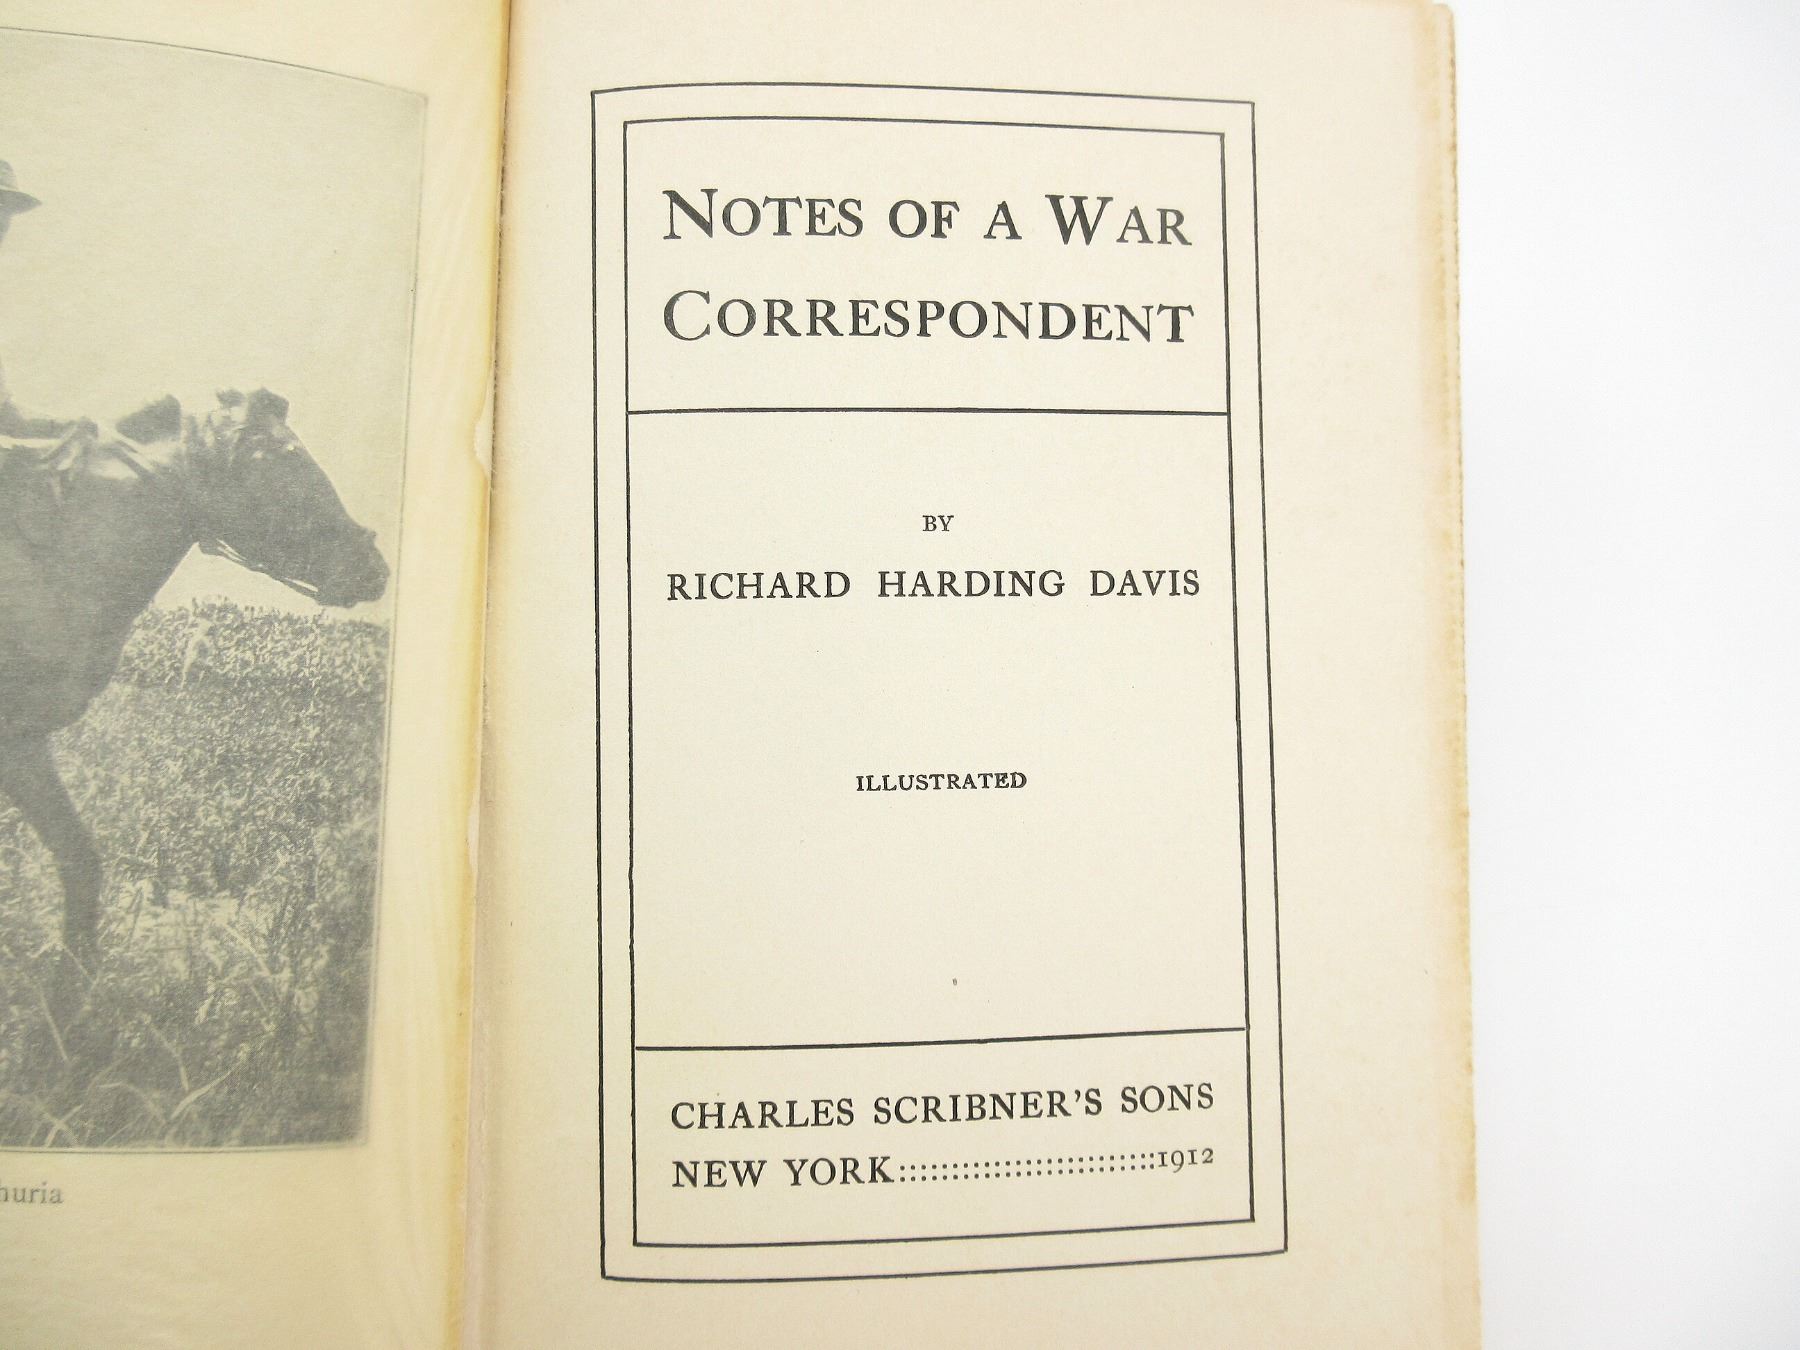 NOTES OF A WAR
CORRESPONDENT
BY
RICHARD HARDING DAVIS
ILLUSTRATED
CHARLES SCRIBNER'S SONS
NEW YORK::::::::::::::::::::::::1912
huria